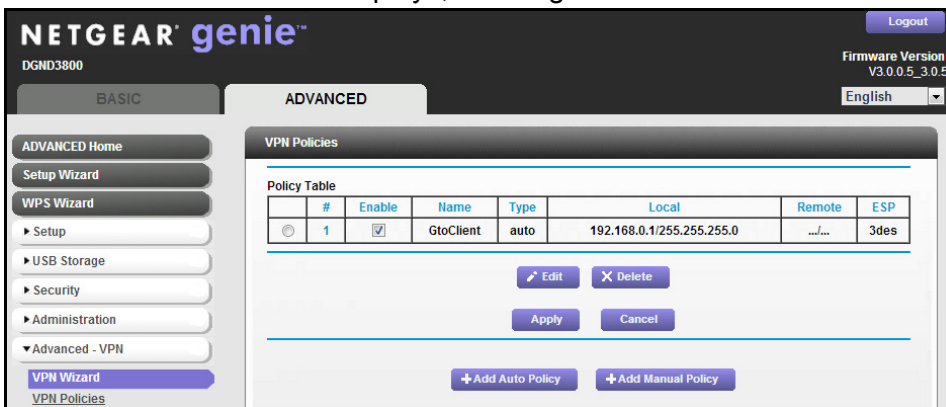 NETGEAR genie™
Logout
DGND3800
Firmware Version
V3.0.0.5_3.0.5
BASIC
ADVANCED
English
ADVANCED Home
Setup Wizard
WPS Wizard
Setup
USB Storage
Security
Administration
Advanced - VPN
VPN Wizard
VPN Policies
VPN Policies
Policy Table
# Enable Name Type Local Remote ESP
1 GtoClient auto 192.168.0.1/255.255.255.0 .../... 3des
Edit Delete
Apply Cancel
+Add Auto Policy +Add Manual Policy